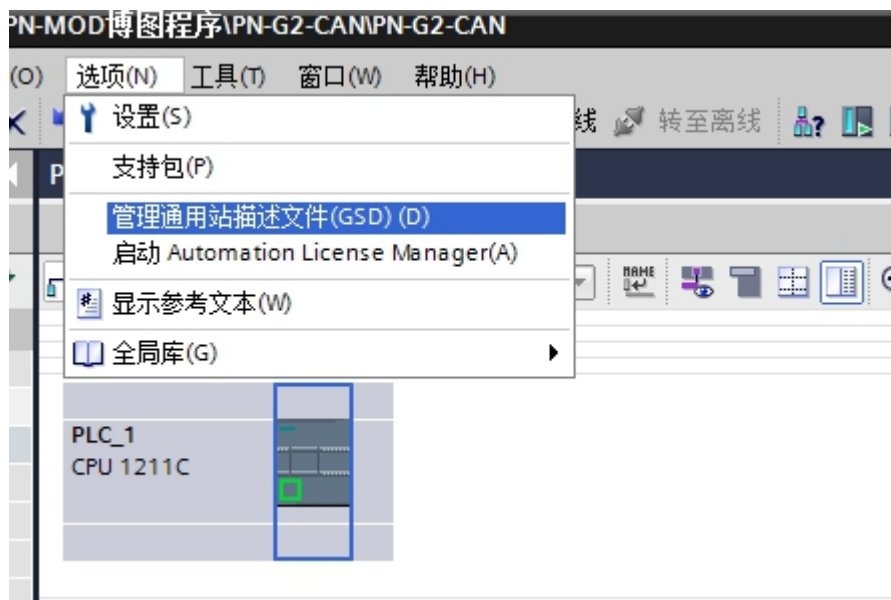 PN-MOD博图程序\PN-G2-CAN\PN-G2-CAN
(O) 选项(N) 工具(T) 窗口(W) 帮助(H)
设置(S)
线 转至离线
支持包(P)
P
管理通用站描述文件(GSD) (D)
启动 Automation License Manager(A)
NAME
显示参考文本(W)
全局库(G)
PLC_1
CPU 1211C